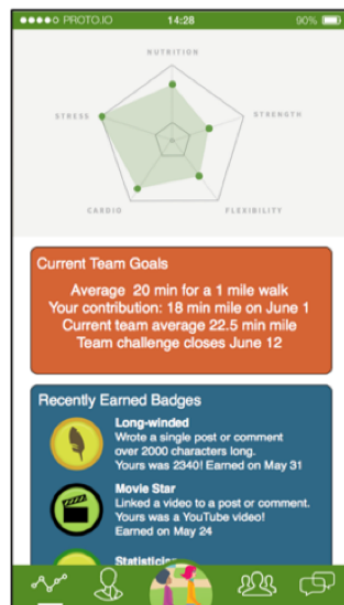 PROTO.IO 14:28 90%
NUTRITION
STRESS
STRENGTH
CARDIO
FLEXIBILITY
Current Team Goals
Average 20 min for a 1 mile walk
Your contribution: 18 min mile on June 1
Current team average 22.5 min mile
Team challenge closes June 12
Recently Earned Badges
Long-winded
Wrote a single post or comment
over 2000 characters long.
Yours was 2340! Earned on May 31
Movie Star
Linked a video to a post or comment.
Yours was a YouTube video!
Earned on May 24